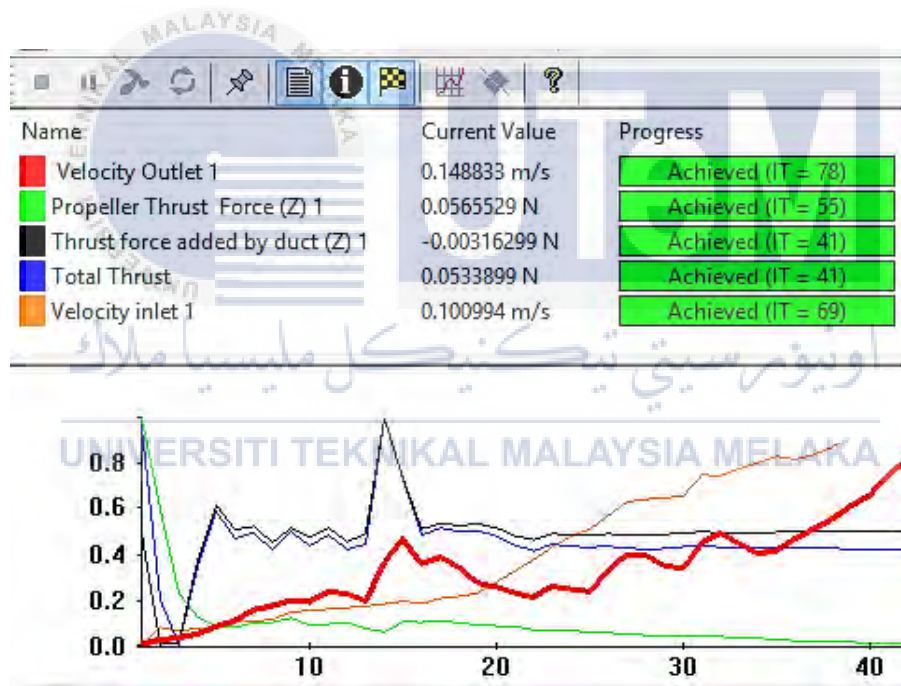 Name Current Value Progress
Velocity Outlet 1 0.148833 m/s Achieved (IT = 78)
Propeller Thrust Force (Z) 1 0.0565529 N Achieved (IT = 55)
Thrust force added by duct (Z) 1 -0.00316299 N Achieved (IT = 41)
Total Thrust 0.0533899 N Achieved (IT = 41)
Velocity inlet 1 0.100994 m/s Achieved (IT = 69)
UTeM
اونيۏرسيتي تيكنيكل مليسيا ملاك
UNIVERSITI TEKNIKAL MALAYSIA MELAKA
0.8
0.6
0.4
0.2
0.0
10 20 30 40